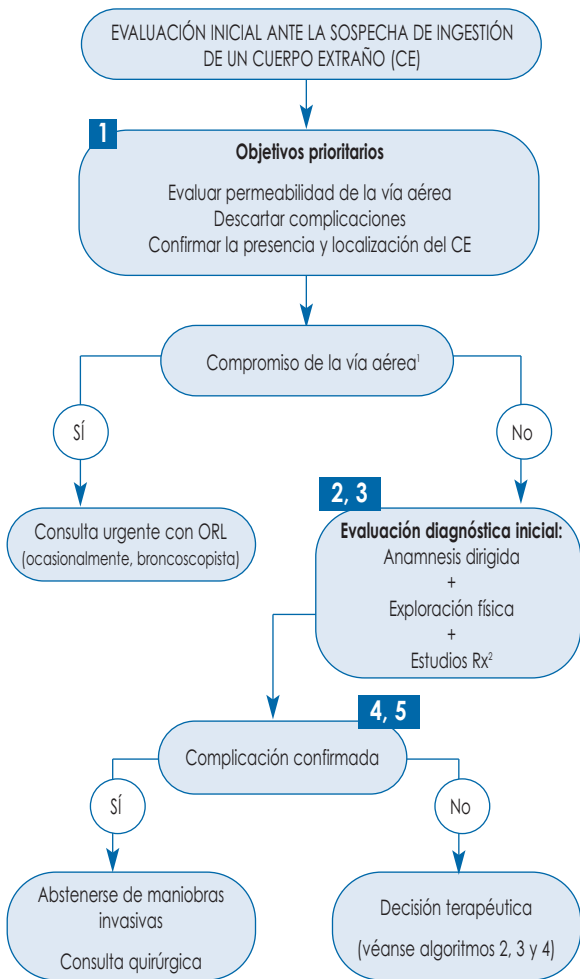 EVALUACIÓN INICIAL ANTE LA SOSPECHA DE INGESTIÓN
DE UN CUERPO EXTRAÑO (CE)
1
Objetivos prioritarios
Evaluar permeabilidad de la vía aérea
Descartar complicaciones
Confirmar la presencia y localización del CE
Compromiso de la vía aérea¹
SÍ
No
Consulta urgente con ORL
(ocasionalmente, broncoscopista)
2, 3
Evaluación diagnóstica inicial:
Anamnesis dirigida
+
Exploración física
+
Estudios Rx²
4, 5
Complicación confirmada
SÍ
No
Abstenerse de maniobras
invasivas
Consulta quirúrgica
Decisión terapéutica
(véanse algoritmos 2, 3 y 4)